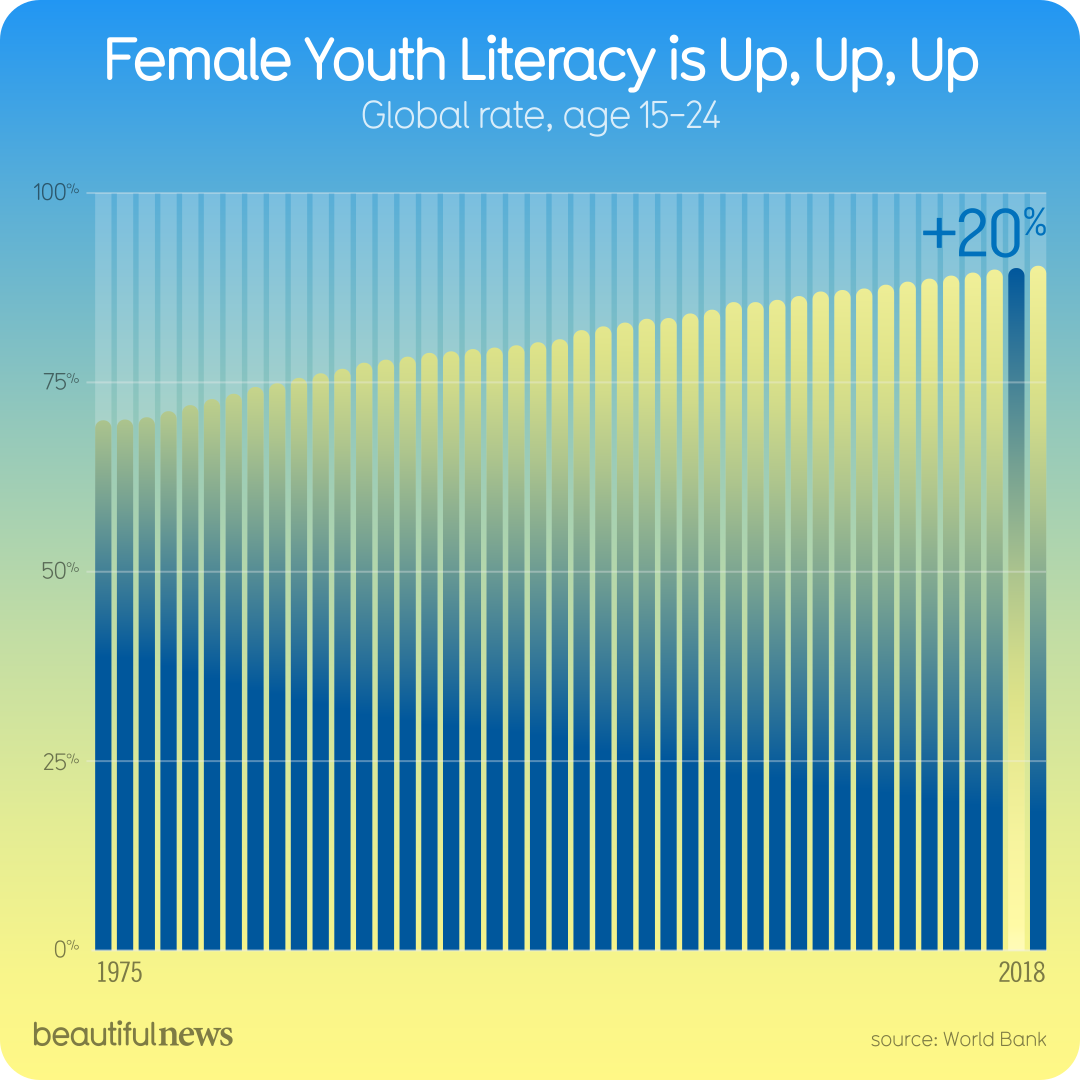 Female Youth Literacy is Up, Up, Up
Global rate, age 15–24
100%
+20%
75%
50%
25%
0%
1975
2018
beautifulnews
source: World Bank